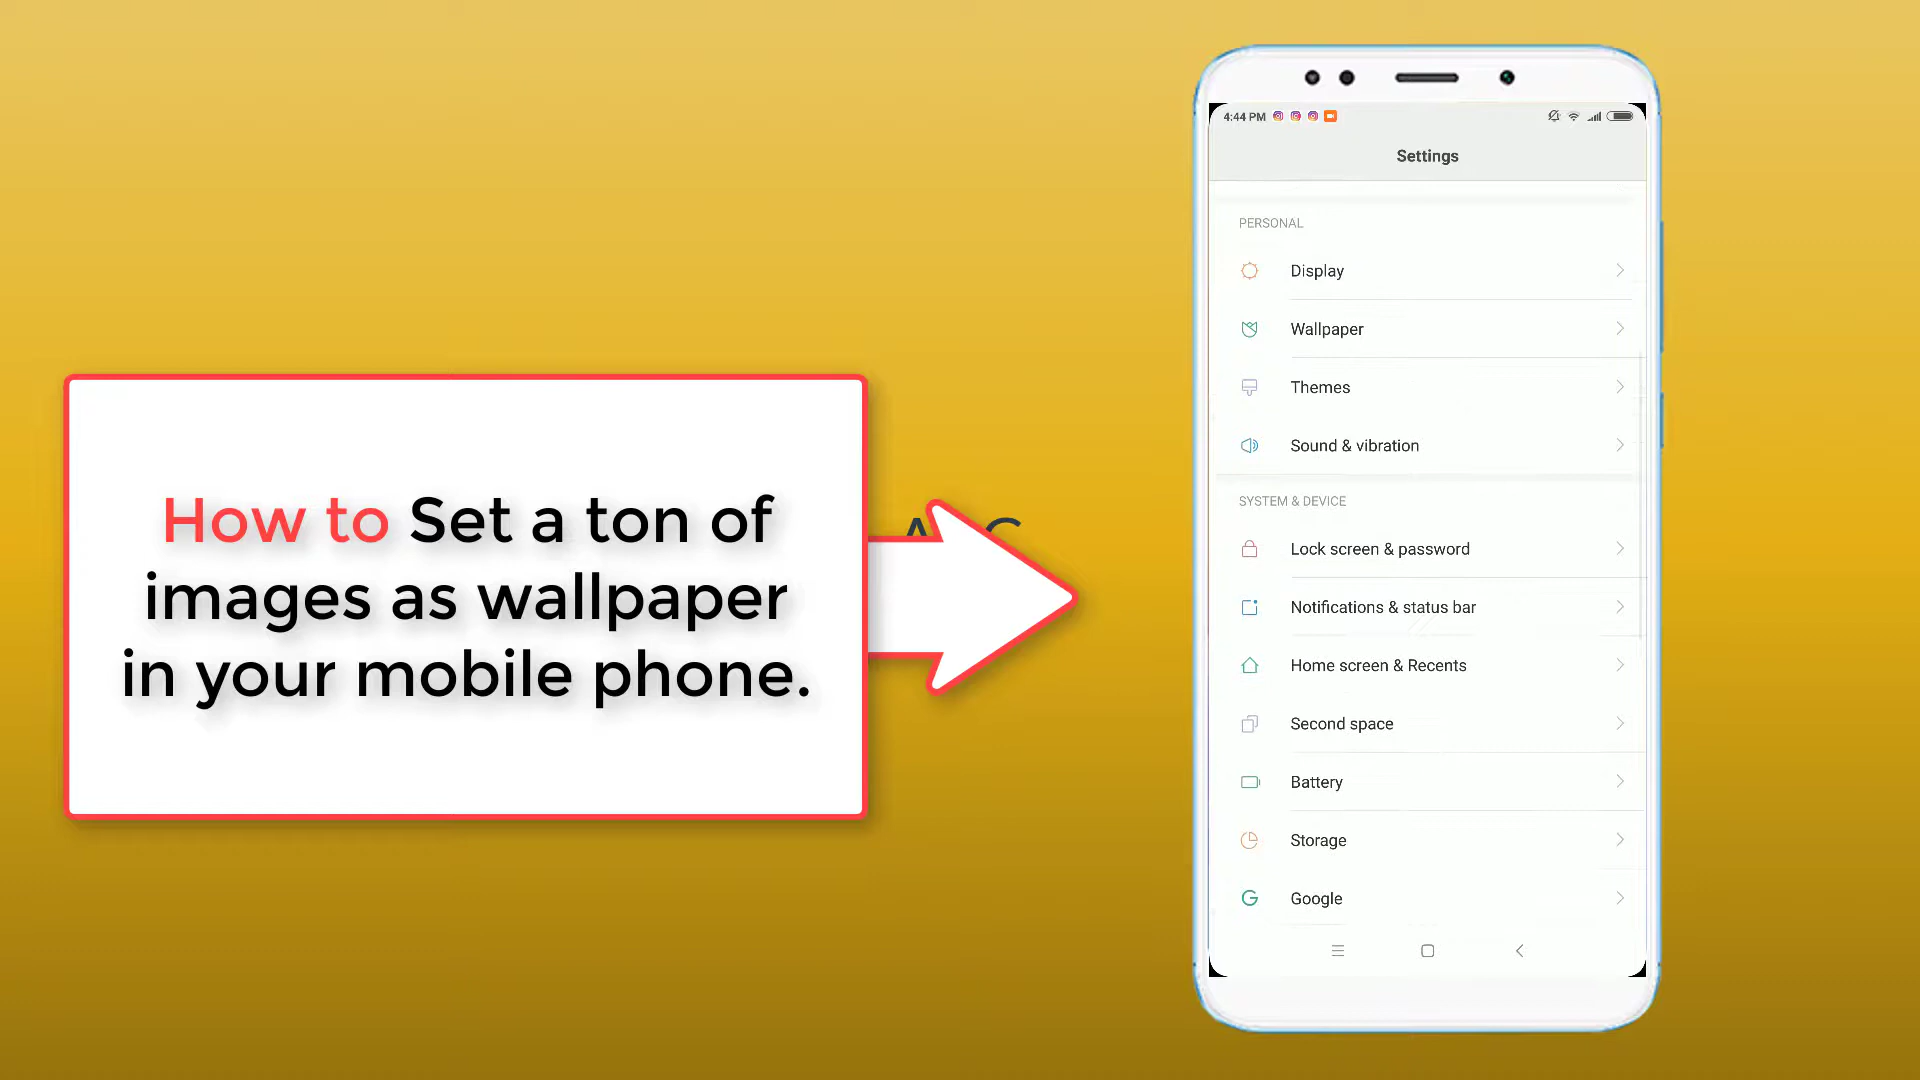 How to Set a ton of
images as wallpaper
in your mobile phone.
4:44 PM
Settings
PERSONAL
Display
Wallpaper
Themes
Sound & vibration
SYSTEM & DEVICE
Lock screen & password
Notifications & status bar
Home screen & Recents
Second space
Battery
Storage
Google